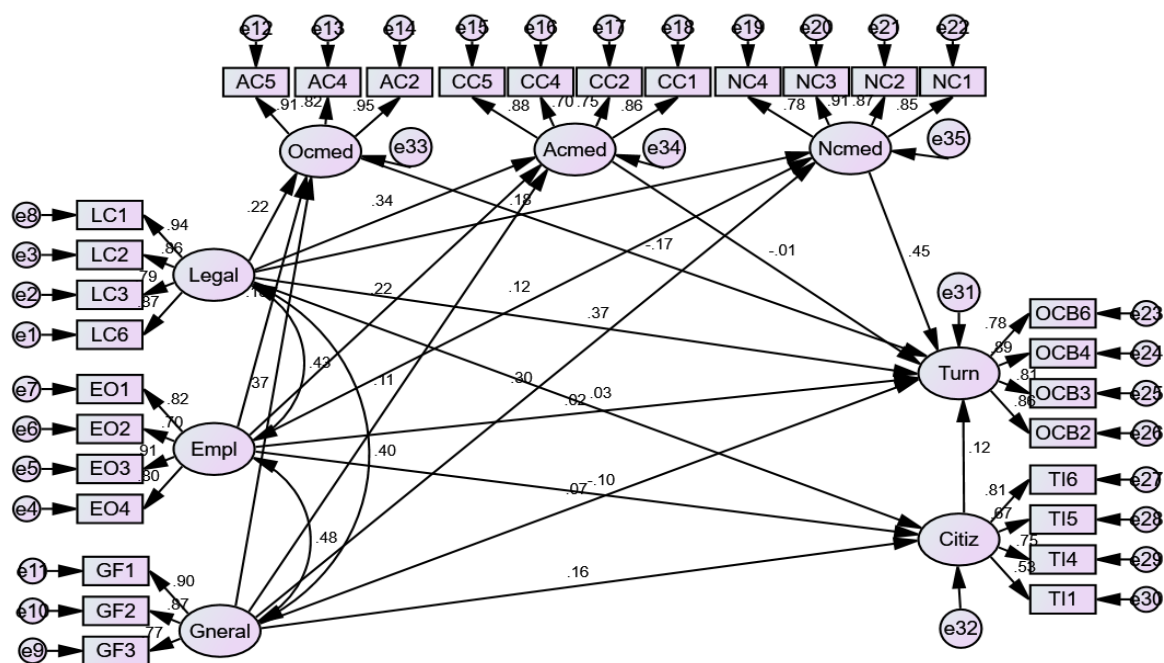 e12 e13 e14 e15 e16 e17 e18 e19 e20 e21 e22
AC5 AC4 AC2 CC5 CC4 CC2 CC1 NC4 NC3 NC2 NC1
.91 .82 .95 .88 .70 .75 .86 .78 .91 .87 .85
Ocmed e33 Acmed e34 Ncmed e35
e8 LC1 .94 .22 .34 .18
e3 LC2 .86 Legal -.17 -.01 .45
e2 LC3 .79 .22 .12 e31
e1 LC6 .87 .37 .78 OCB6 e23
.89 OCB4 e24
.43 Turn
e7 EO1 .82 .37 .11 .30 .03 .81 OCB3 e25
.02 .86
e6 EO2 .70 OCB2 e26
Empl .40 .12
e5 EO3 .91
e4 EO4 .80 .07 -.10 .81 TI6 e27
.67 TI5 e28
.48 Citiz .75
e11 GF1 .90 .16 TI4 e29
.53
e10 GF2 .87 TI1 e30
Gneral e32
e9 GF3 .77